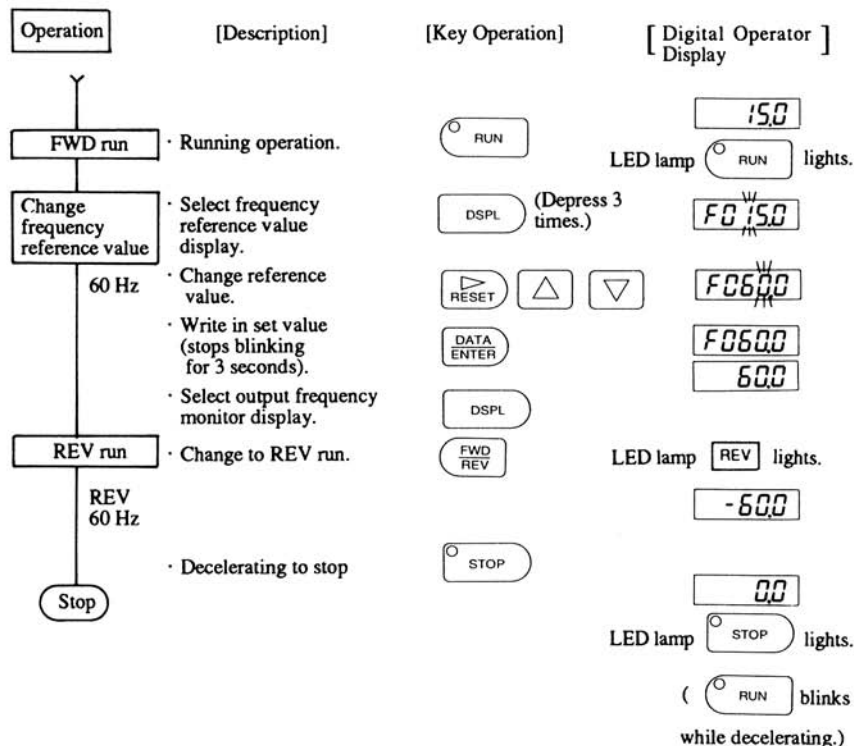 Operation [Description] [Key Operation] [ Digital Operator Display ]
15.0
FWD run · Running operation. RUN LED lamp RUN lights.
Change frequency reference value
· Select frequency reference value display.
DSPL (Depress 3 times.) F015.0
60 Hz
· Change reference value.
RESET F060.0
· Write in set value (stops blinking for 3 seconds).
DATA ENTER F060.0
60.0
· Select output frequency monitor display.
DSPL
REV run · Change to REV run. FWD REV LED lamp REV lights.
REV 60 Hz
-60.0
· Decelerating to stop STOP
0.0
Stop
LED lamp STOP lights.
( RUN blinks
while decelerating.)